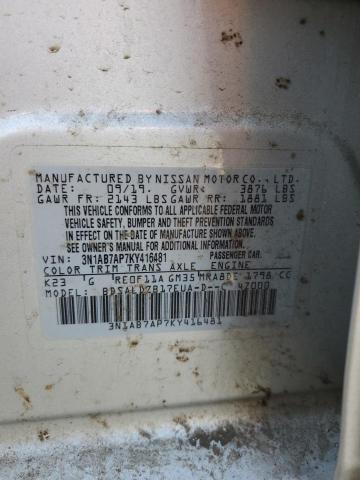 MANUFACTURED BY NISSAN MOTOR CO., LTD.
DATE: 09/19. GVWR: 3876 LBS
GAWR FR: 2143 LBS GAWR RR: 1881 LBS
THIS VEHICLE CONFORMS TO ALL APPLICABLE FEDERAL MOTOR
VEHICLE SAFETY, BUMPER AND THEFT PREVENTION
STANDARDS IN EFFECT ON THE DATE OF MANUFACTURE SHOWN
ABOVE.
SEE OWNER'S MANUAL FOR ADDITIONAL INFORMATION.
VIN: 3N1AB7AP7KY416481 PASSENGER CAR
COLOR TRIM TRANS AXLE ENGINE
K23 G RE0F11A GM35 MRA8DE 1798 CC
MODEL: 47000
3N1AB7AP7KY416481